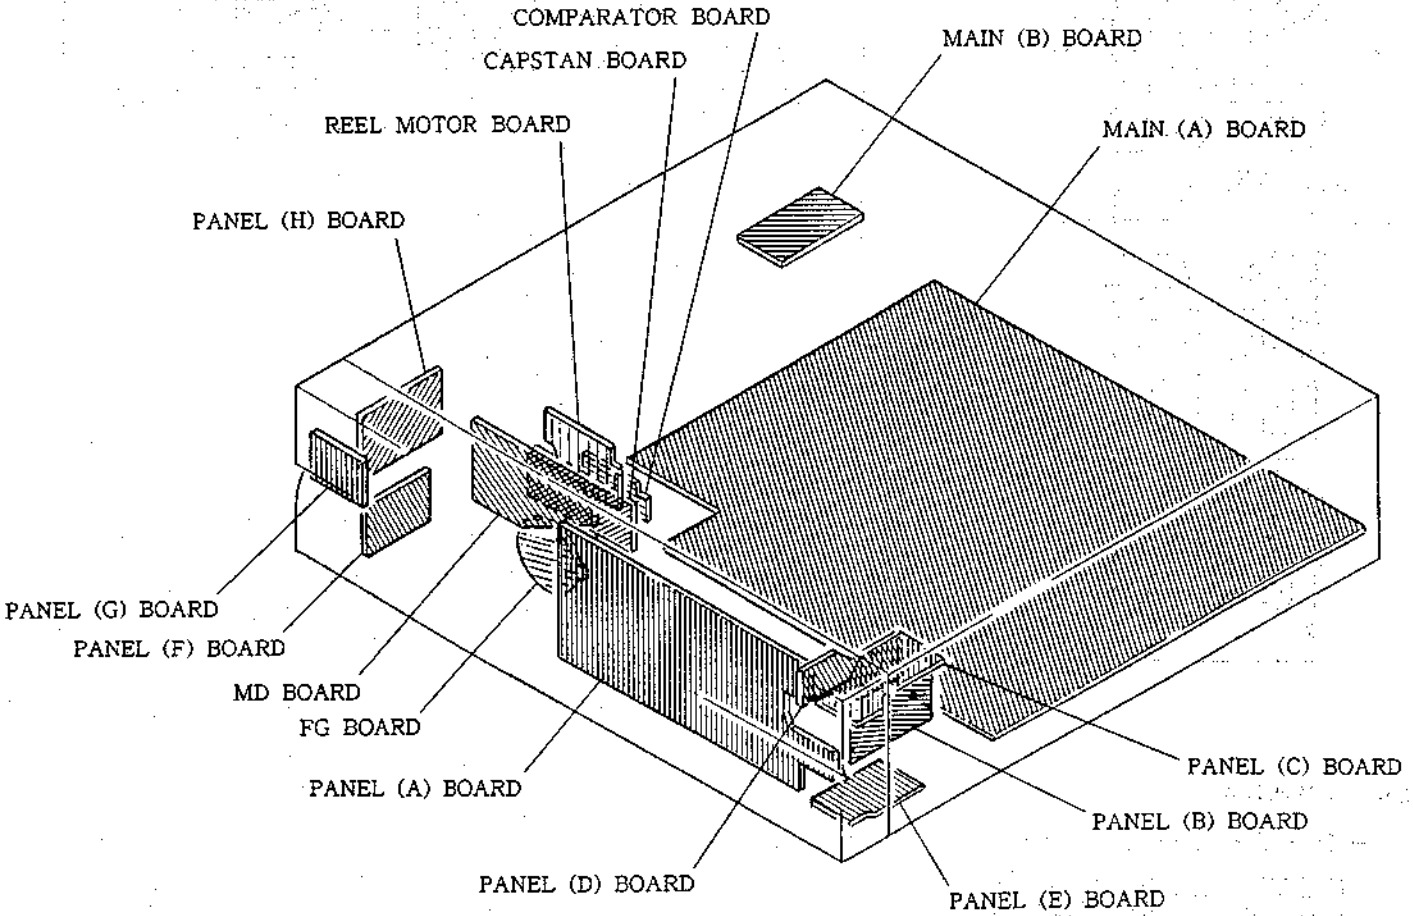 COMPARATOR BOARD
MAIN (B) BOARD
CAPSTAN BOARD
REEL MOTOR BOARD
MAIN (A) BOARD
PANEL (H) BOARD
PANEL (G) BOARD
PANEL (F) BOARD
MD BOARD
FG BOARD
PANEL (A) BOARD
PANEL (C) BOARD
PANEL (B) BOARD
PANEL (D) BOARD
PANEL (E) BOARD